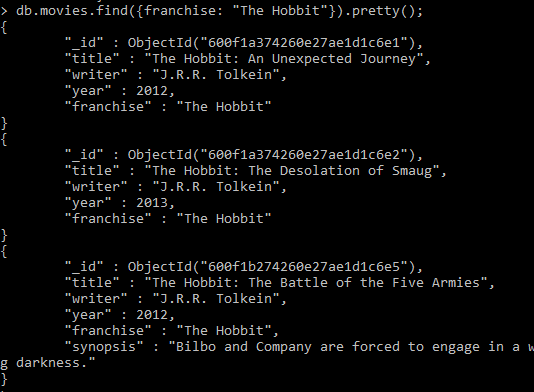 > db.movies.find({franchise: "The Hobbit"}).pretty();
{
"_id" : ObjectId("600f1a374260e27ae1d1c6e1"),
"title" : "The Hobbit: An Unexpected Journey",
"writer" : "J.R.R. Tolkein",
"year" : 2012,
"franchise" : "The Hobbit"
}
{
"_id" : ObjectId("600f1a374260e27ae1d1c6e2"),
"title" : "The Hobbit: The Desolation of Smaug",
"writer" : "J.R.R. Tolkein",
"year" : 2013,
"franchise" : "The Hobbit"
}
{
"_id" : ObjectId("600f1b274260e27ae1d1c6e5"),
"title" : "The Hobbit: The Battle of the Five Armies",
"writer" : "J.R.R. Tolkein",
"year" : 2012,
"franchise" : "The Hobbit",
"synopsis" : "Bilbo and Company are forced to engage in a w
g darkness."
}